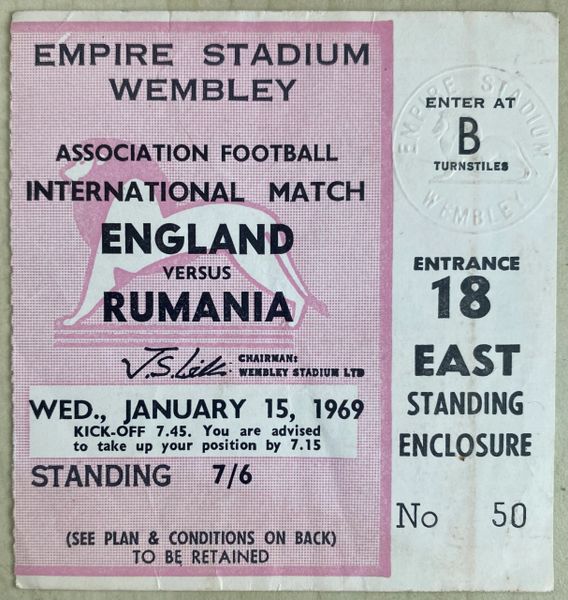 EMPIRE STADIUM
WEMBLEY
ASSOCIATION FOOTBALL
INTERNATIONAL MATCH
ENGLAND
VERSUS
RUMANIA
CHAIRMAN:
WEMBLEY STADIUM LTD
WED., JANUARY 15, 1969
KICK-OFF 7.45. You are advised
to take up your position by 7.15
STANDING 7/6
(SEE PLAN & CONDITIONS ON BACK)
TO BE RETAINED
EMPIRE STADIUM
WEMBLEY
ENTER AT
B
TURNSTILES
ENTRANCE
18
EAST
STANDING
ENCLOSURE
No 50